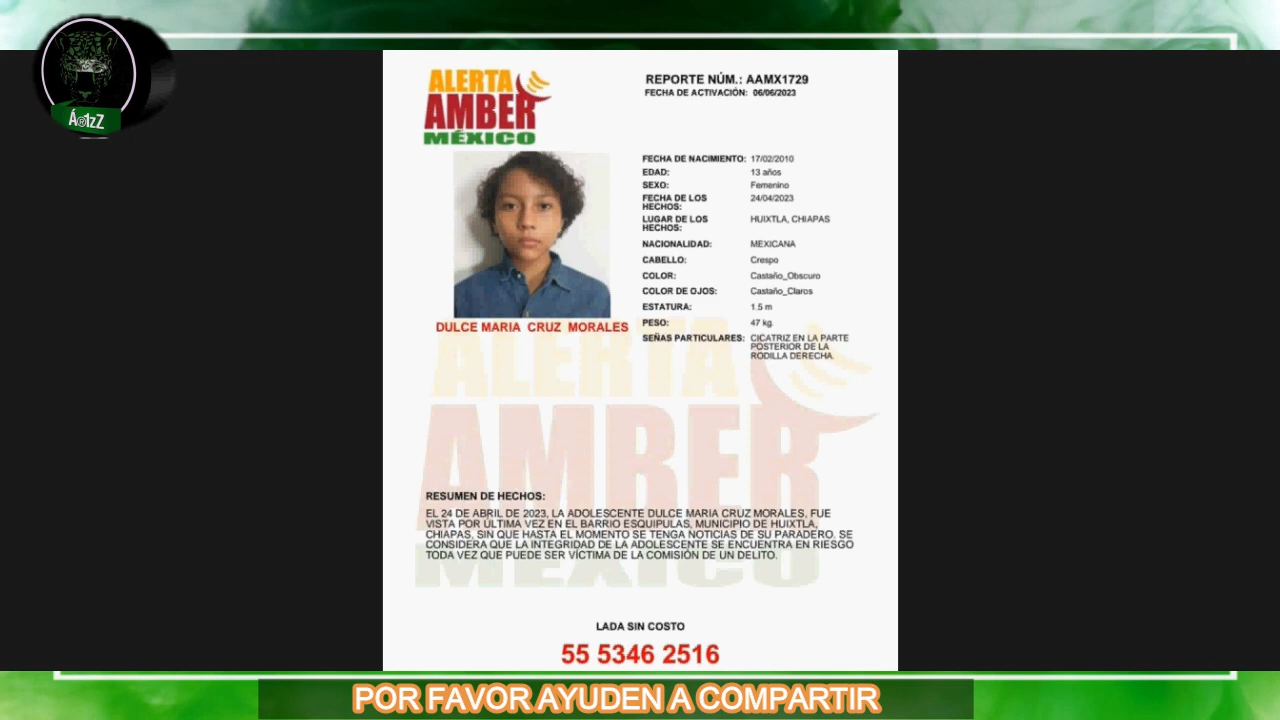 Á@1zZ
ALERTA
AMBER
MÉXICO
REPORTE NÚM.: AAMX1729
FECHA DE ACTIVACIÓN: 06/06/2023
FECHA DE NACIMIENTO: 17/02/2010
EDAD: 13 años
SEXO: Femenino
FECHA DE LOS HECHOS: 24/04/2023
LUGAR DE LOS HECHOS: HUIXTLA, CHIAPAS
NACIONALIDAD: MEXICANA
CABELLO: Crespo
COLOR: Castaño_Obscuro
COLOR DE OJOS: Castaño_Claros
ESTATURA: 1.5 m
PESO: 47 kg.
SEÑAS PARTICULARES: CICATRIZ EN LA PARTE
POSTERIOR DE LA
RODILLA DERECHA.
DULCE MARIA CRUZ MORALES
ALERTA
AMBER
MÉXICO
RESUMEN DE HECHOS:
EL 24 DE ABRIL DE 2023, LA ADOLESCENTE DULCE MARIA CRUZ MORALES, FUE
VISTA POR ÚLTIMA VEZ EN EL BARRIO ESQUIPULAS, MUNICIPIO DE HUIXTLA,
CHIAPAS, SIN QUE HASTA EL MOMENTO SE TENGA NOTICIAS DE SU PARADERO. SE
CONSIDERA QUE LA INTEGRIDAD DE LA ADOLESCENTE SE ENCUENTRA EN RIESGO
TODA VEZ QUE PUEDE SER VÍCTIMA DE LA COMISIÓN DE UN DELITO.
LADA SIN COSTO
55 5346 2516
POR FAVOR AYUDEN A COMPARTIR